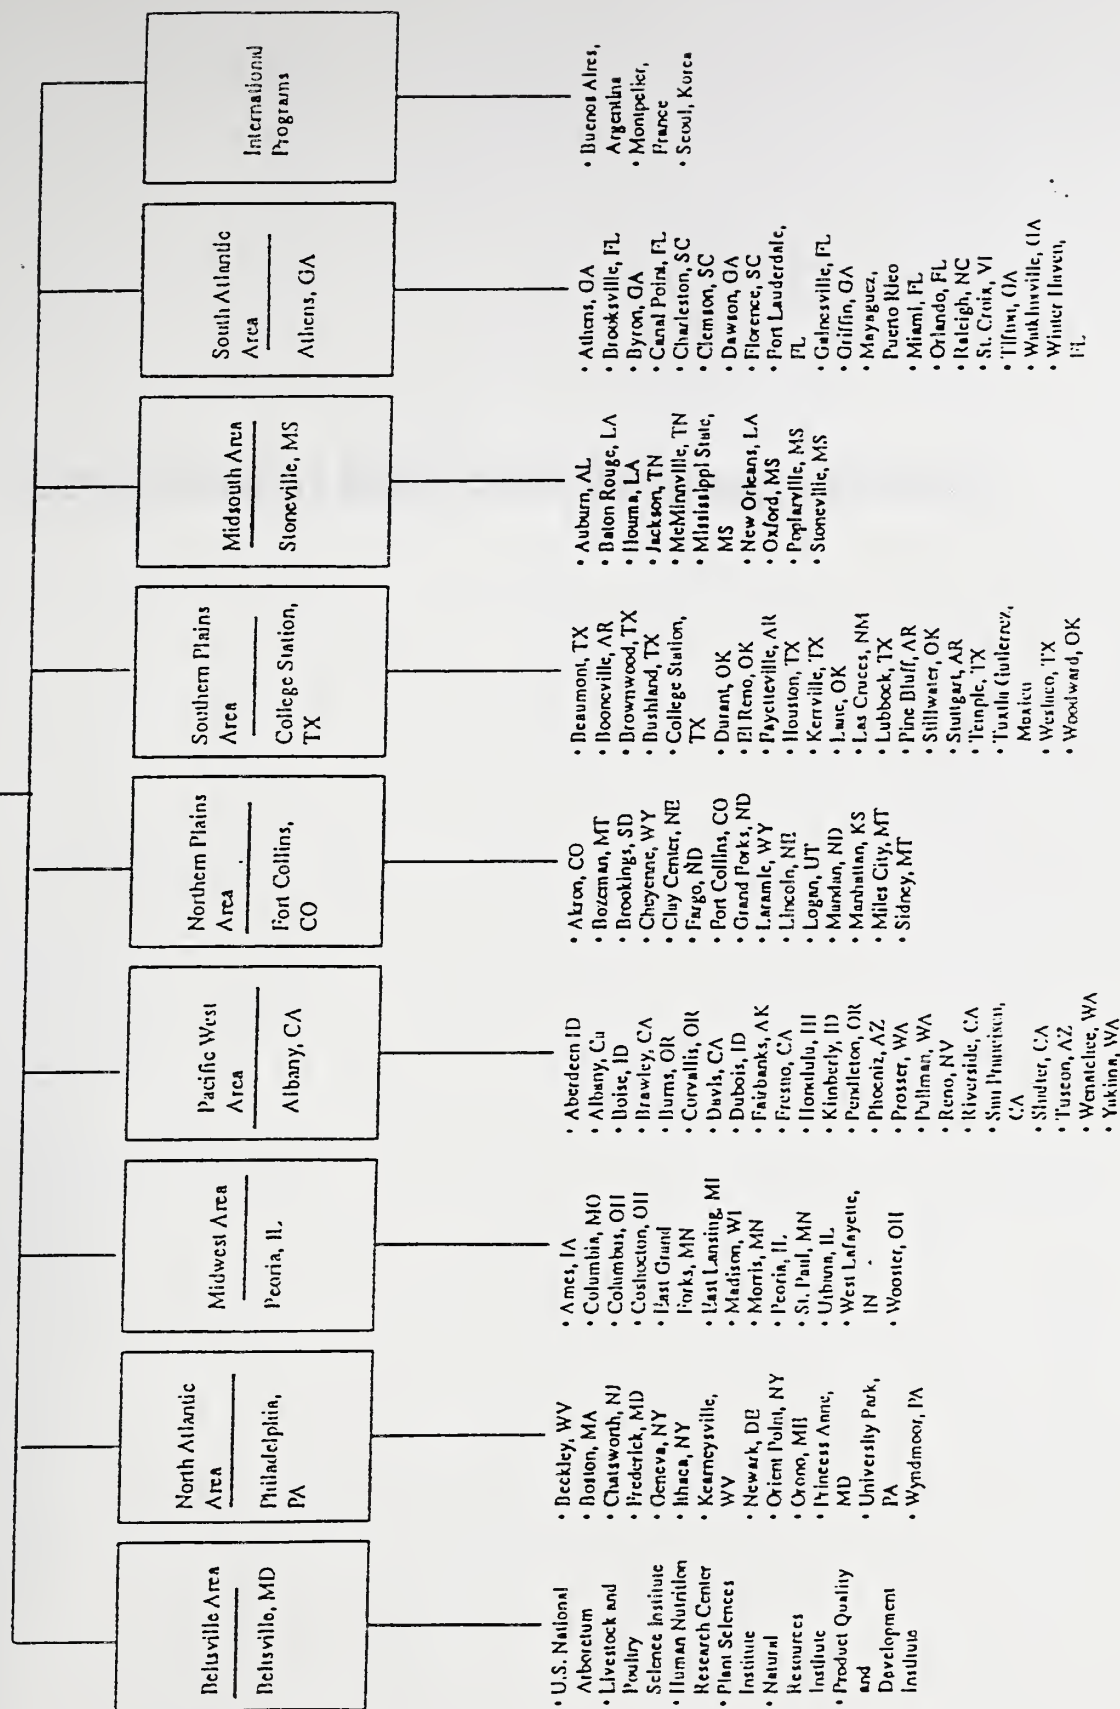 Beltsville Area
Beltsville, MD
• U.S. National
Arboretum
• Livestock and
Poultry
Science Institute
• Human Nutrition
Research Center
• Plant Sciences
Institute
• Natural
Resources
Institute
• Product Quality
and
Development
Institute
North Atlantic
Area
Philadelphia,
PA
• Beckley, WV
• Boston, MA
• Chatsworth, NJ
• Frederick, MD
• Geneva, NY
• Ithaca, NY
• Kearneysville,
WV
• Newark, DE
• Orient Point, NY
• Orono, ME
• Princess Anne,
MD
• University Park,
PA
• Wyndmoor, PA
Midwest Area
Peoria, IL
• Ames, IA
• Columbia, MO
• Columbus, OH
• Coshocton, OH
• East Grand
Forks, MN
• East Lansing, MI
• Madison, WI
• Morris, MN
• Peoria, IL
• St. Paul, MN
• Urbana, IL
• West Lafayette,
IN
• Wooster, OH
Pacific West
Area
Albany, CA
• Aberdeen ID
• Albany, Ca
• Boise, ID
• Brawley, CA
• Burns, OR
• Corvallis, OR
• Davis, CA
• Dubois, ID
• Fairbanks, AK
• Fresno, CA
• Honolulu, HI
• Kimberly, ID
• Pendleton, OR
• Phoeniz, AZ
• Prosser, WA
• Pullman, WA
• Reno, NV
• Riverside, CA
• San Francisco,
CA
• Shafter, CA
• Tuscon, AZ
• Wenatchee, WA
• Yakima, WA
Northern Plains
Area
Fort Collins,
CO
• Akron, CO
• Bozeman, MT
• Brookings, SD
• Cheyenne, WY
• Clay Center, NE
• Fargo, ND
• Fort Collins, CO
• Grand Forks, ND
• Laramie, WY
• Lincoln, NE
• Logan, UT
• Mandan, ND
• Manhattan, KS
• Miles City, MT
• Sidney, MT
Southern Plains
Area
College Station,
TX
• Beaumont, TX
• Booneville, AR
• Brownwood, TX
• Bushland, TX
• College Station,
TX
• Durant, OK
• El Reno, OK
• Fayetteville, AR
• Houston, TX
• Kerrville, TX
• Lane, OK
• Las Cruces, NM
• Lubbock, TX
• Pine Bluff, AR
• Stillwater, OK
• Stuttgart, AR
• Temple, TX
• Tuxtla Gutierrez,
Mexico
• Weslaco, TX
• Woodward, OK
Midsouth Area
Stoneville, MS
• Auburn, AL
• Baton Rouge, LA
• Houma, LA
• Jackson, TN
• McMinnville, TN
• Mississippi State,
MS
• New Orleans, LA
• Oxford, MS
• Poplarville, MS
• Stoneville, MS
South Atlantic
Area
Athens, GA
• Athens, GA
• Brooksville, FL
• Byron, GA
• Canal Point, FL
• Charleston, SC
• Clemson, SC
• Dawson, GA
• Florence, SC
• Fort Lauderdale,
FL
• Gainesville, FL
• Griffin, GA
• Mayaguez,
Puerto Rico
• Miami, FL
• Orlando, FL
• Raleigh, NC
• St. Croix, VI
• Tifton, GA
• Watkinsville, GA
• Winter Haven,
FL
International
Programs
• Buenos Aires,
Argentina
• Montpelier,
France
• Seoul, Korea